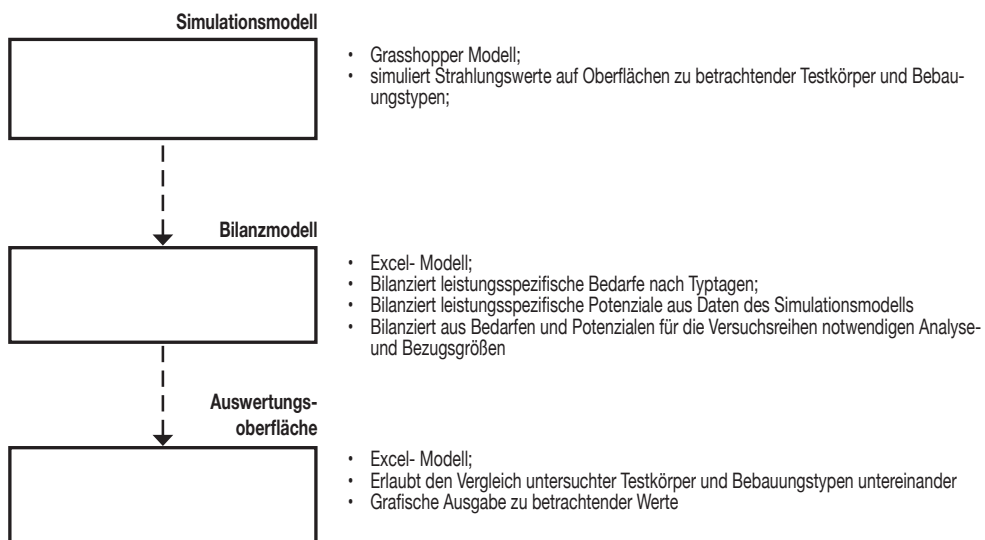 Simulationsmodell
• Grasshopper Modell;
• simuliert Strahlungswerte auf Oberflächen zu betrachtender Testkörper und Bebau-
ungstypen;
Bilanzmodell
• Excel- Modell;
• Bilanziert leistungsspezifische Bedarfe nach Typtagen;
• Bilanziert leistungsspezifische Potenziale aus Daten des Simulationsmodells
• Bilanziert aus Bedarfen und Potenzialen für die Versuchsreihen notwendigen Analyse-
und Bezugsgrößen
Auswertungs-
oberfläche
• Excel- Modell;
• Erlaubt den Vergleich untersuchter Testkörper und Bebauungstypen untereinander
• Grafische Ausgabe zu betrachtender Werte